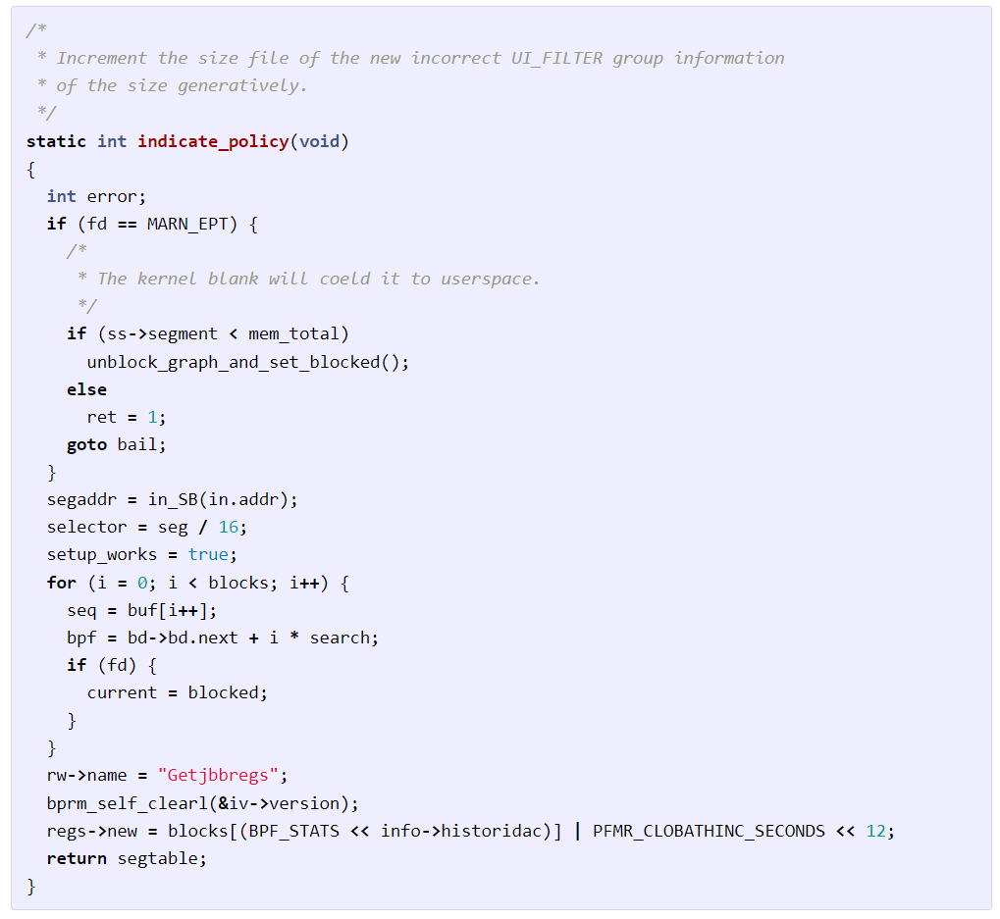 /*
 * Increment the size file of the new incorrect UI_FILTER group information
 * of the size generatively.
 */
static int indicate_policy(void)
{
  int error;
  if (fd == MARN_EPT) {
    /*
     * The kernel blank will coeld it to userspace.
     */
    if (ss->segment < mem_total)
      unblock_graph_and_set_blocked();
    else
      ret = 1;
    goto bail;
  }
  segaddr = in_SB(in.addr);
  selector = seg / 16;
  setup_works = true;
  for (i = 0; i < blocks; i++) {
    seq = buf[i++];
    bpf = bd->bd.next + i * search;
    if (fd) {
      current = blocked;
    }
  }
  rw->name = "Getjbbregs";
  bprm_self_clearl(&iv->version);
  regs->new = blocks[(BPF_STATS << info->historidac)] | PFMR_CLOBATHINC_SECONDS << 12;
  return segtable;
}